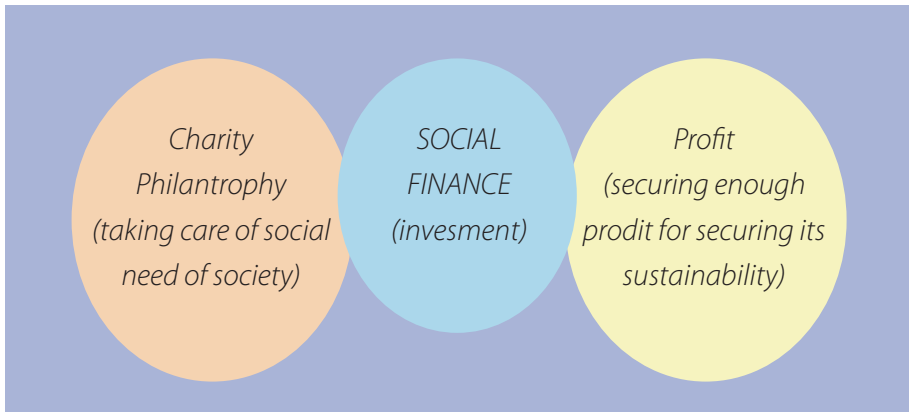 Charity
Philantrophy
(taking care of social
need of society)
SOCIAL
FINANCE
(invesment)
Profit
(securing enough
prodit for securing its
sustainability)